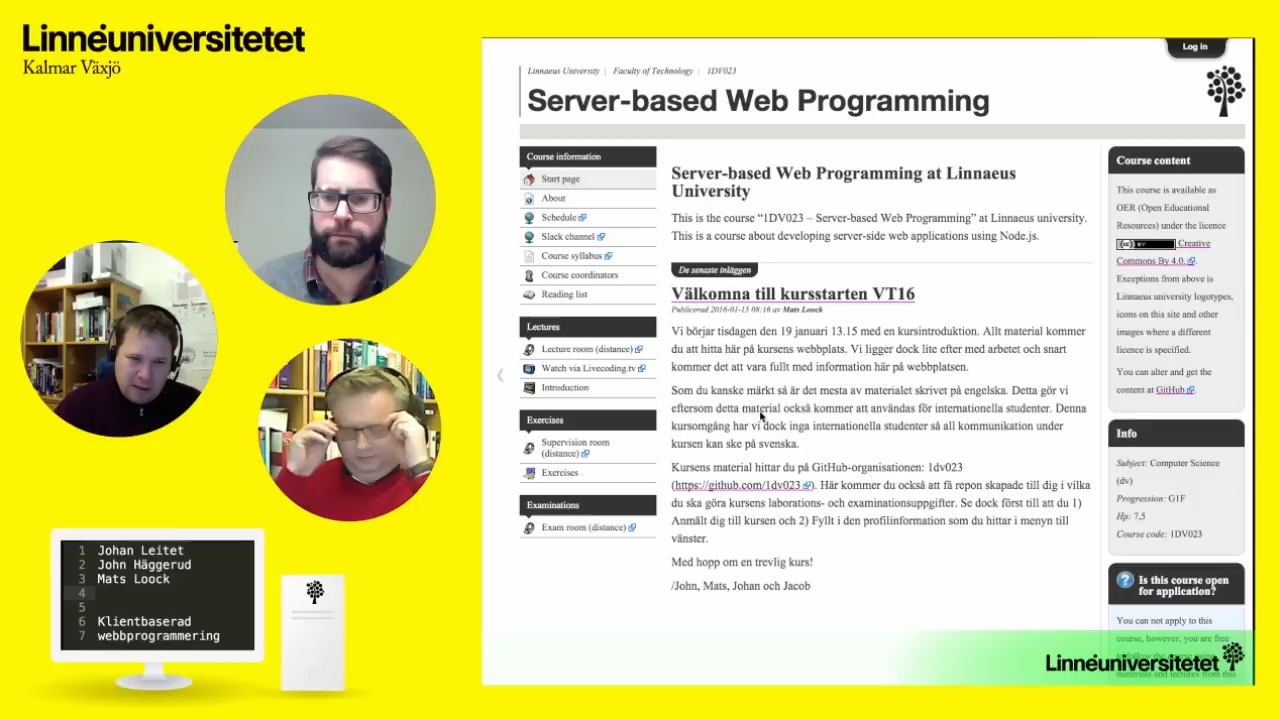 Linnéuniversitetet
Kalmar Växjö
Log in
Linnaeus University | Faculty of Technology | 1DV023
Server-based Web Programming
Course information
Start page
About
Schedule
Slack channel
Course syllabus
Course coordinators
Reading list
Lectures
Lecture room (distance)
Watch via Livecoding.tv
Introduction
Exercises
Supervision room
(distance)
Exercises
Examinations
Exam room (distance)
Server-based Web Programming at Linnaeus
University
This is the course “1DV023 – Server-based Web Programming” at Linnaeus university.
This is a course about developing server-side web applications using Node.js.
De senaste inläggen
Välkomna till kursstarten VT16
Publicerad 2016-01-15 08:16 av Mats Loock
Vi börjar tisdagen den 19 januari 13.15 med en kursintroduktion. Allt material kommer
du att hitta här på kursens webbplats. Vi ligger dock lite efter med arbetet och snart
kommer det att vara fullt med information här på webbplatsen.
Som du kanske märkt så är det mesta av materialet skrivet på engelska. Detta gör vi
eftersom detta material också kommer att användas för internationella studenter. Denna
kursomgång har vi dock inga internationella studenter så all kommunikation under
kursen kan ske på svenska.
Kursens material hittar du på GitHub-organisationen: 1dv023
(https://github.com/1dv023). Här kommer du också att få repon skapade till dig i vilka
du ska göra kursens laborations- och examinationsuppgifter. Se dock först till att du 1)
Anmält dig till kursen och 2) Fyllt i den profilinformation som du hittar i menyn till
vänster.
Med hopp om en trevlig kurs!
/John, Mats, Johan och Jacob
Course content
This course is available as
OER (Open Educational
Resources) under the licence
(cc) BY Creative
Commons By 4.0.
Exceptions from above is
Linnaeus university logotypes,
icons on this site and other
images where a different
licence is specified.
You can alter and get the
content at GitHub.
Info
Subject: Computer Science
(dv)
Progression: G1F
Hp: 7,5
Course code: 1DV023
Is this course open
for application?
You can not apply to this
course, however, you are free
to follow the course using
materials and lectures from this
Linnéuniversitetet
1 Johan Leitet
2 John Häggerud
3 Mats Loock
4
5
6 Klientbaserad
7 webbprogrammering